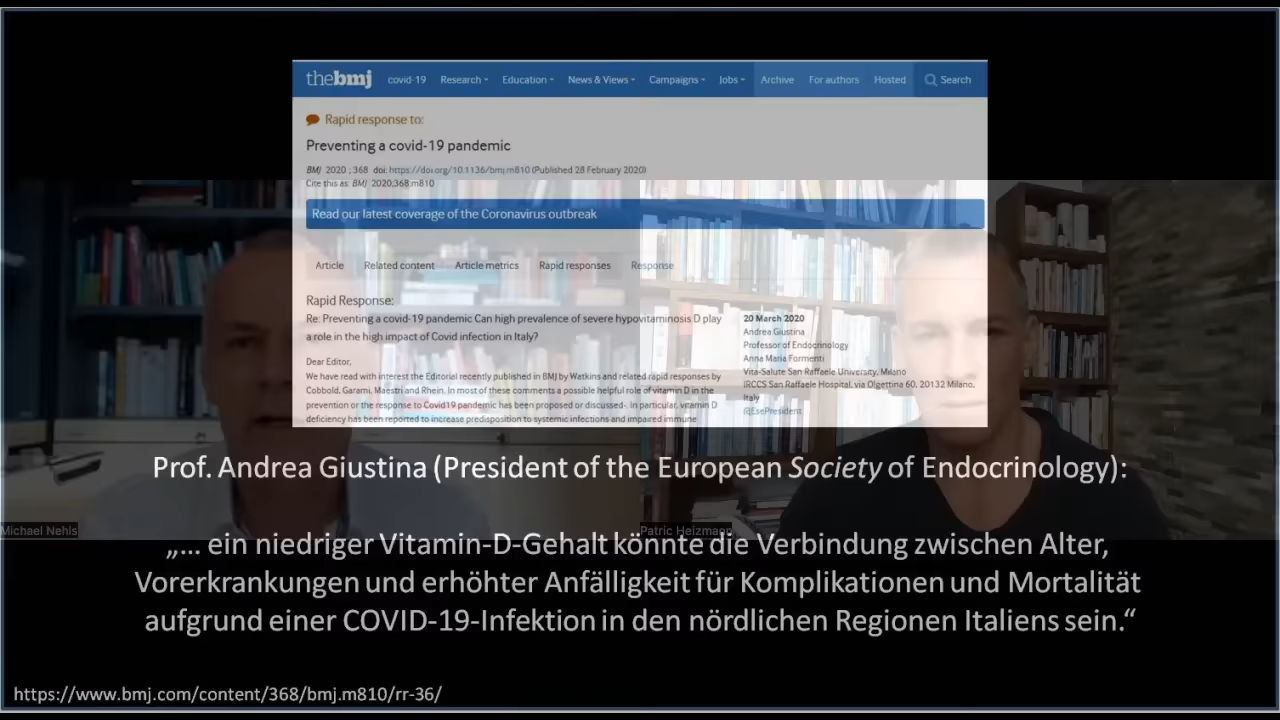 thebmj covid-19 Research Education News & Views Campaigns Jobs Archive For authors Hosted Search
Rapid response to:
Preventing a covid-19 pandemic
BMJ 2020 ; 368 doi: https://doi.org/10.1136/bmj.m810 (Published 28 February 2020)
Cite this as: BMJ 2020;368:m810
Read our latest coverage of the Coronavirus outbreak
Article Related content Article metrics Rapid responses Response
Rapid Response:
Re: Preventing a covid-19 pandemic Can high prevalence of severe hypovitaminosis D play
a role in the high impact of Covid infection in Italy?
Dear Editor,
We have read with interest the Editorial recently published in BMJ by Watkins and related rapid responses by
Cobbold, Garami, Maestri and Rhein. In most of these comments a possible helpful role of vitamin D in the
prevention or the response to Covid19 pandemic has been proposed or discussed-. In particular, vitamin D
deficiency has been reported to increase predisposition to systemic infections and impaired immune
20 March 2020
Andrea Giustina
Professor of Endocrinology
Anna Maria Formenti
Vita-Salute San Raffaele University, Milano
IRCCS San Raffaele Hospital, via Olgettina 60, 20132 Milano,
Italy
@EsePresident
Prof. Andrea Giustina (President of the European Society of Endocrinology):
Michael Nehls
Patric Heizmann
„… ein niedriger Vitamin-D-Gehalt könnte die Verbindung zwischen Alter,
Vorerkrankungen und erhöhter Anfälligkeit für Komplikationen und Mortalität
aufgrund einer COVID-19-Infektion in den nördlichen Regionen Italiens sein.“
https://www.bmj.com/content/368/bmj.m810/rr-36/